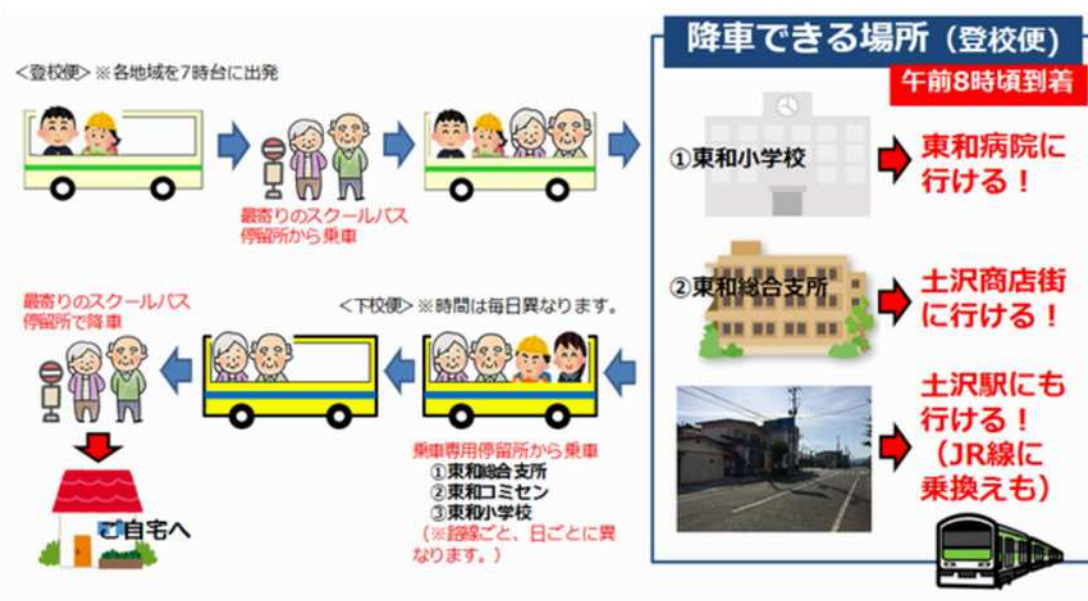 ＜登校便＞※各地域を7時台に出発
最寄りのスクールバス
停留所から乗車
降車できる場所（登校便)
午前8時頃到着
①東和小学校
東和病院に
行ける！
②東和総合支所
土沢商店街
に行ける！
土沢駅にも
行ける！
（JR線に
乗換えも）
＜下校便＞※時間は毎日異なります。
乗車専用停留所から乗車
①東和総合支所
②東和コミセン
③東和小学校
（※路線ごと、日ごとに異
なります。）
最寄りのスクールバス
停留所で降車
ご自宅へ